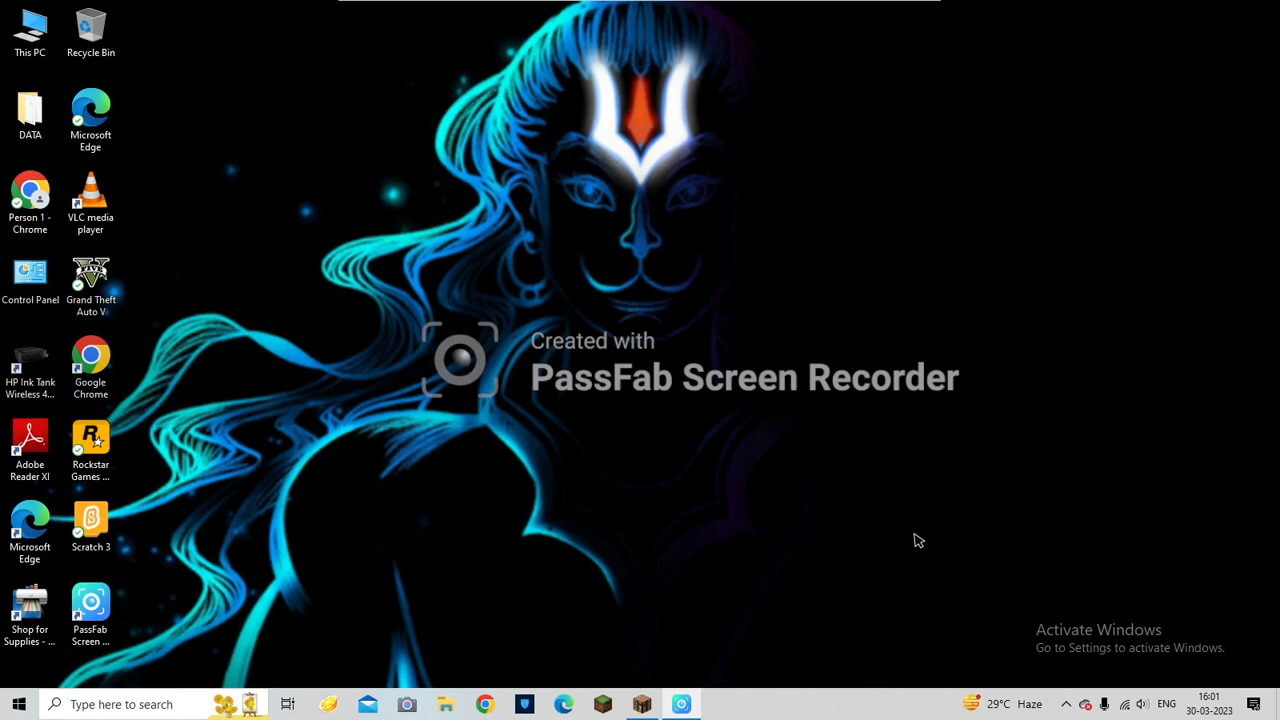 This PC
Recycle Bin
DATA
Microsoft
Edge
Person 1 -
Chrome
VLC media
player
Control Panel
Grand Theft
Auto V
HP Ink Tank
Wireless 4...
Google
Chrome
Adobe
Reader XI
Rockstar
Games ...
Microsoft
Edge
Scratch 3
Shop for
Supplies - ...
PassFab
Screen ...
Created with
PassFab Screen Recorder
Activate Windows
Go to Settings to activate Windows.
Type here to search
29°C Haze
ENG
16:01
30-03-2023